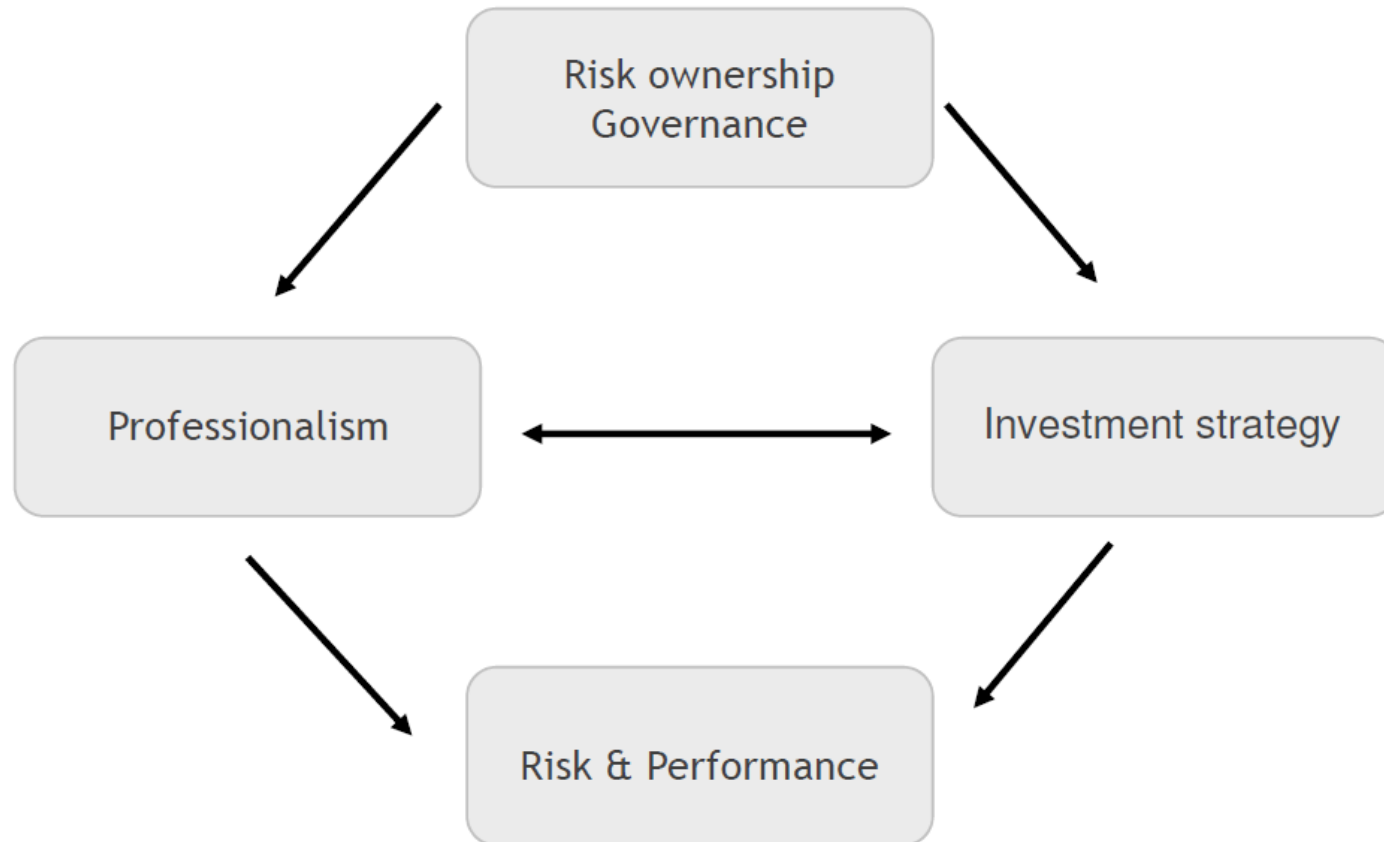 Risk ownership
Governance
Professionalism
Investment strategy
Risk & Performance